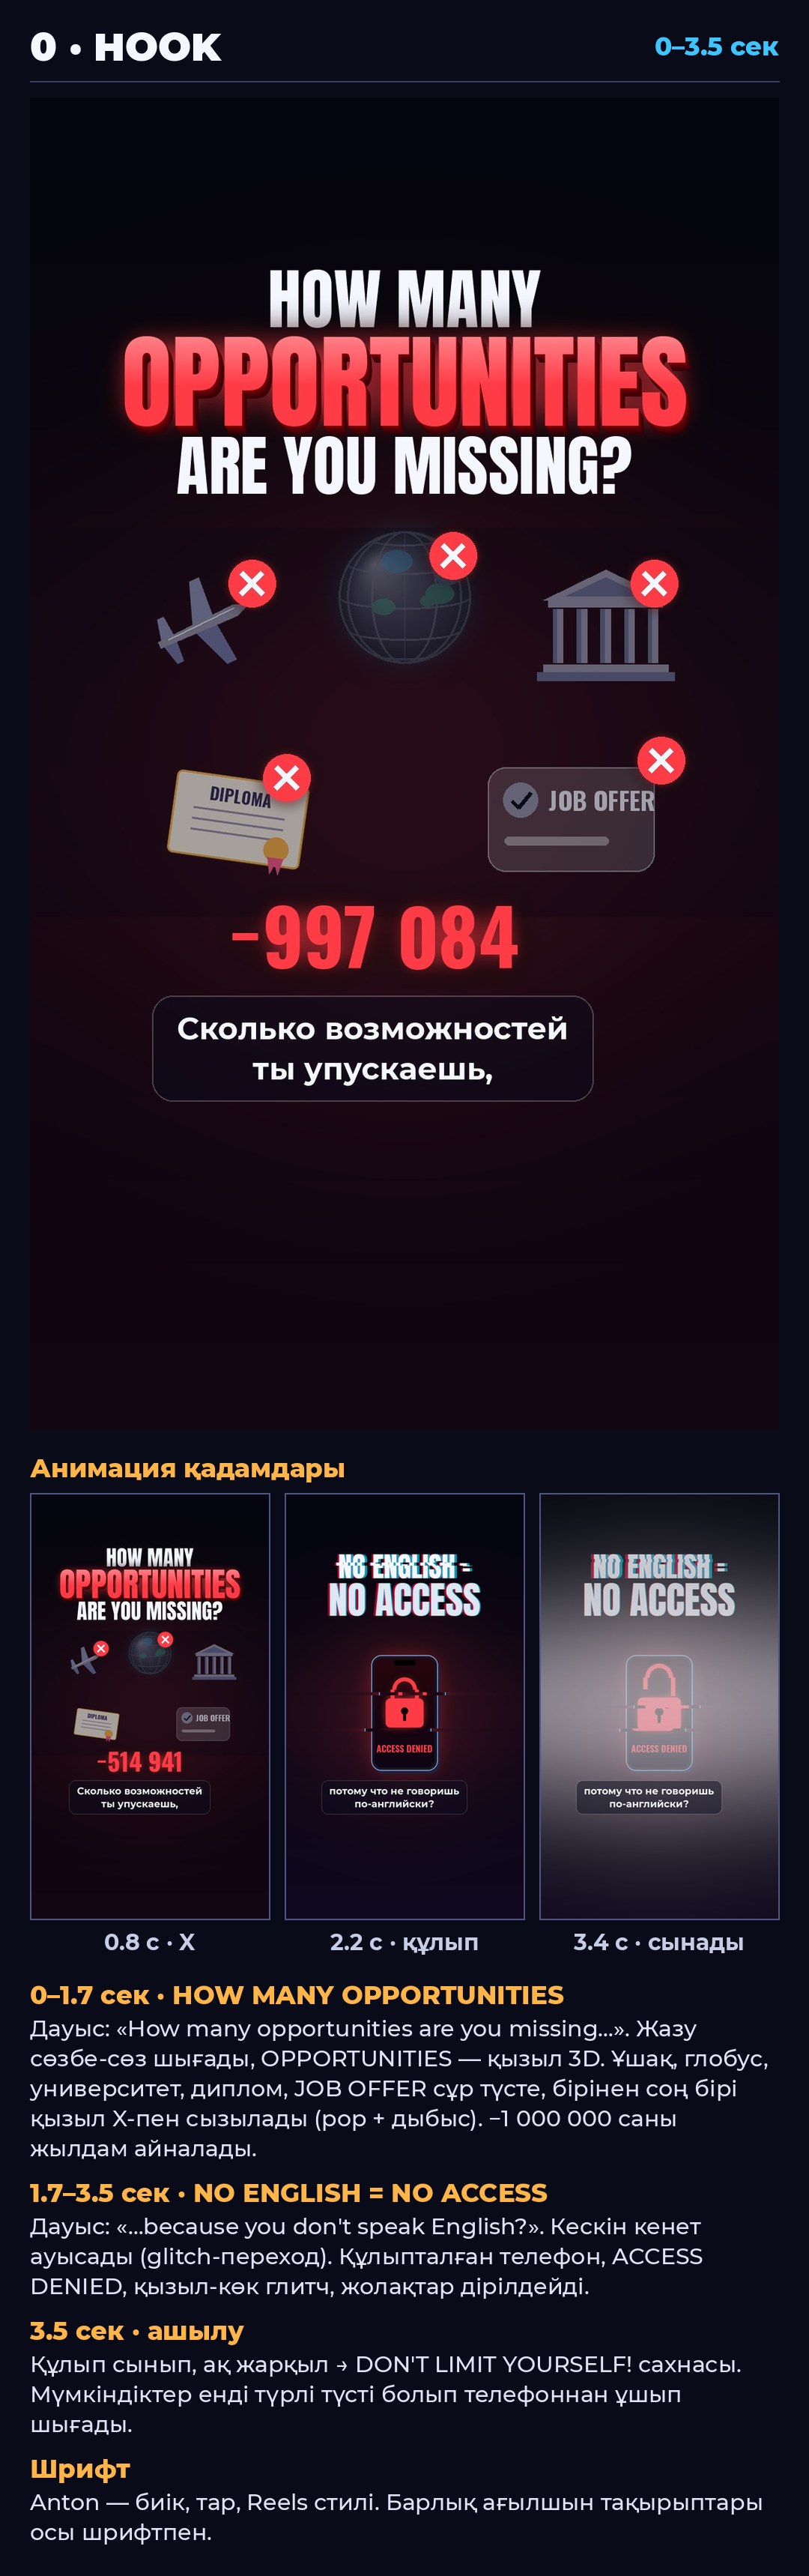 0 • HOOK
0–3.5 сек
HOW MANY
OPPORTUNITIES
ARE YOU MISSING?
DIPLOMA
JOB OFFER
−997 084
Сколько возможностей
ты упускаешь,
Анимация қадамдары
HOW MANY
OPPORTUNITIES
ARE YOU MISSING?
DIPLOMA
JOB OFFER
−514 941
Сколько возможностей
ты упускаешь,
NO ENGLISH =
NO ACCESS
ACCESS DENIED
потому что не говоришь
по-английски?
NO ENGLISH =
NO ACCESS
ACCESS DENIED
потому что не говоришь
по-английски?
0.8 с · X
2.2 с · құлып
3.4 с · сынады
0–1.7 сек · HOW MANY OPPORTUNITIES
Дауыс: «How many opportunities are you missing…». Жазу
сөзбе-сөз шығады, OPPORTUNITIES — қызыл 3D. Ұшақ, глобус,
университет, диплом, JOB OFFER сұр түсте, бірінен соң бірі
қызыл X-пен сызылады (pop + дыбыс). −1 000 000 саны
жылдам айналады.
1.7–3.5 сек · NO ENGLISH = NO ACCESS
Дауыс: «…because you don't speak English?». Кескін кенет
ауысады (glitch-переход). Құлыпталған телефон, ACCESS
DENIED, қызыл-көк глитч, жолақтар дірілдейді.
3.5 сек · ашылу
Құлып сынып, ақ жарқыл → DON'T LIMIT YOURSELF! сахнасы.
Мүмкіндіктер енді түрлі түсті болып телефоннан ұшып
шығады.
Шрифт
Anton — биік, тар, Reels стилі. Барлық ағылшын тақырыптары
осы шрифтпен.